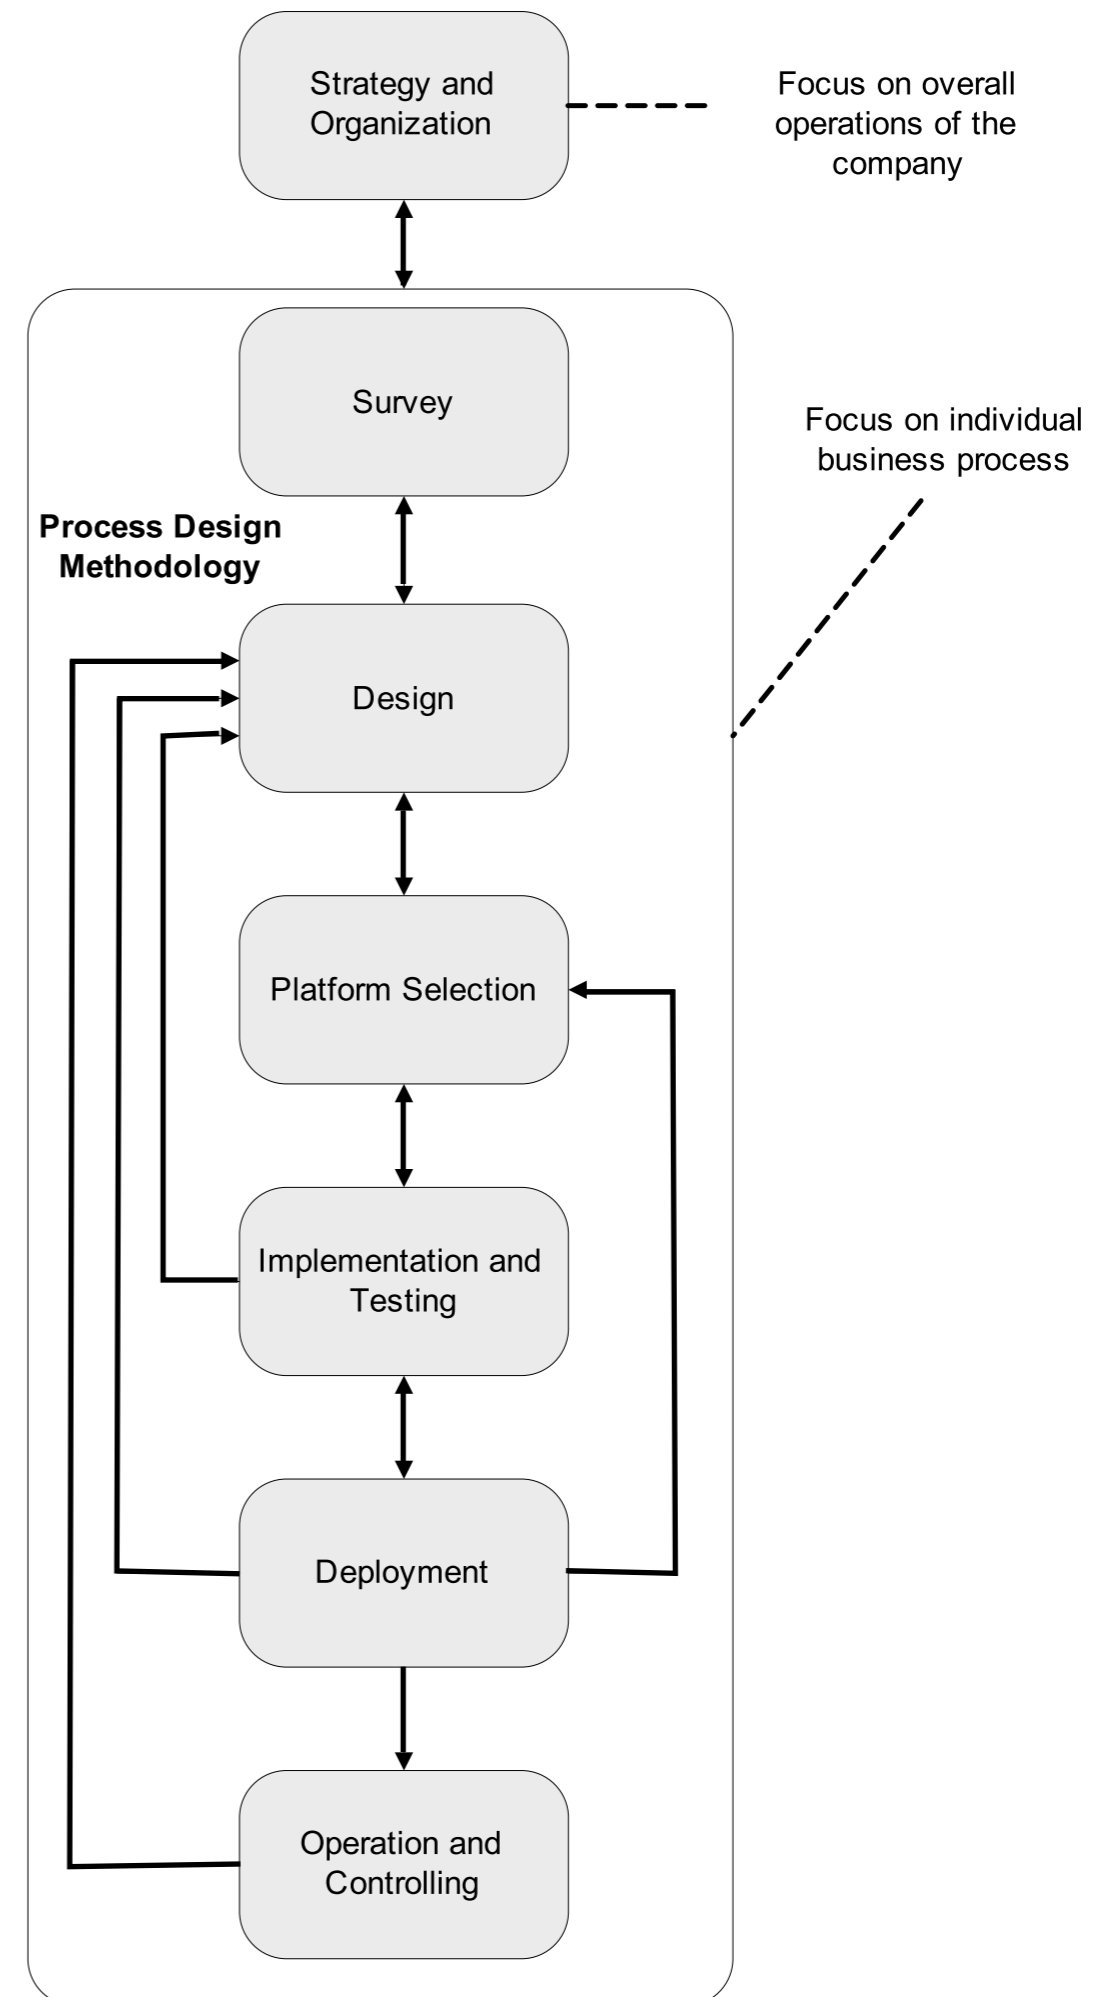 Strategy and
Organization
Focus on overall
operations of the
company
Survey
Focus on individual
business process
Process Design
Methodology
Design
Platform Selection
Implementation and
Testing
Deployment
Operation and
Controlling